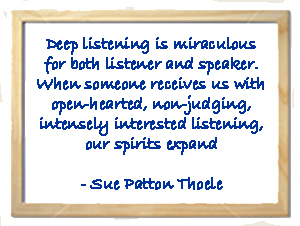 Deep listening is miraculous
for both listener and speaker.
When someone receives us with
open-hearted, non-judging,
intensely interested listening,
our spirits expand
- Sue Patton Thoele